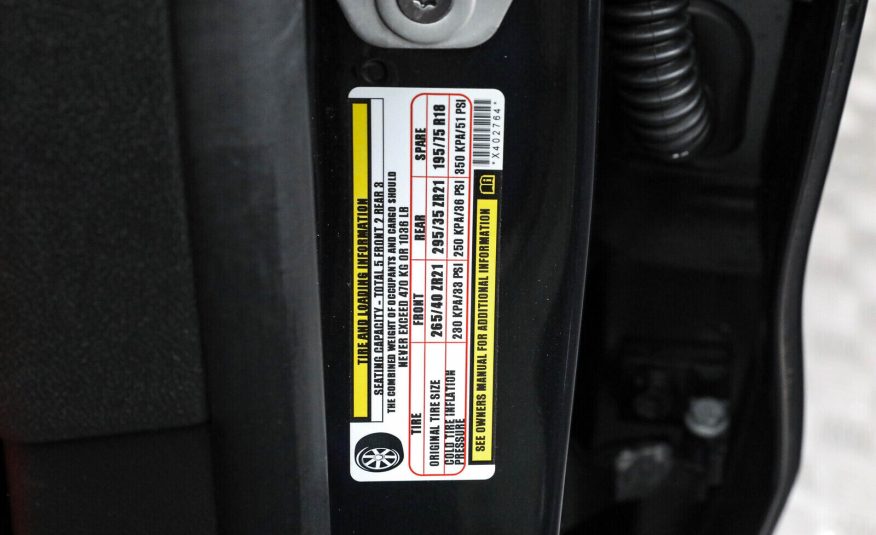 TIRE AND LOADING INFORMATION
SEATING CAPACITY - TOTAL 5 FRONT 2 REAR 3
THE COMBINED WEIGHT OF OCCUPANTS AND CARGO SHOULD
NEVER EXCEED 470 KG OR 1036 LB
TIRE FRONT REAR SPARE
ORIGINAL TIRE SIZE 265/40 ZR21 295/35 ZR21 195/75 R18
COLD TIRE INFLATION PRESSURE 230 KPA/33 PSI 250 KPA/36 PSI 350 KPA/51 PSI
SEE OWNERS MANUAL FOR ADDITIONAL INFORMATION
*X402764*